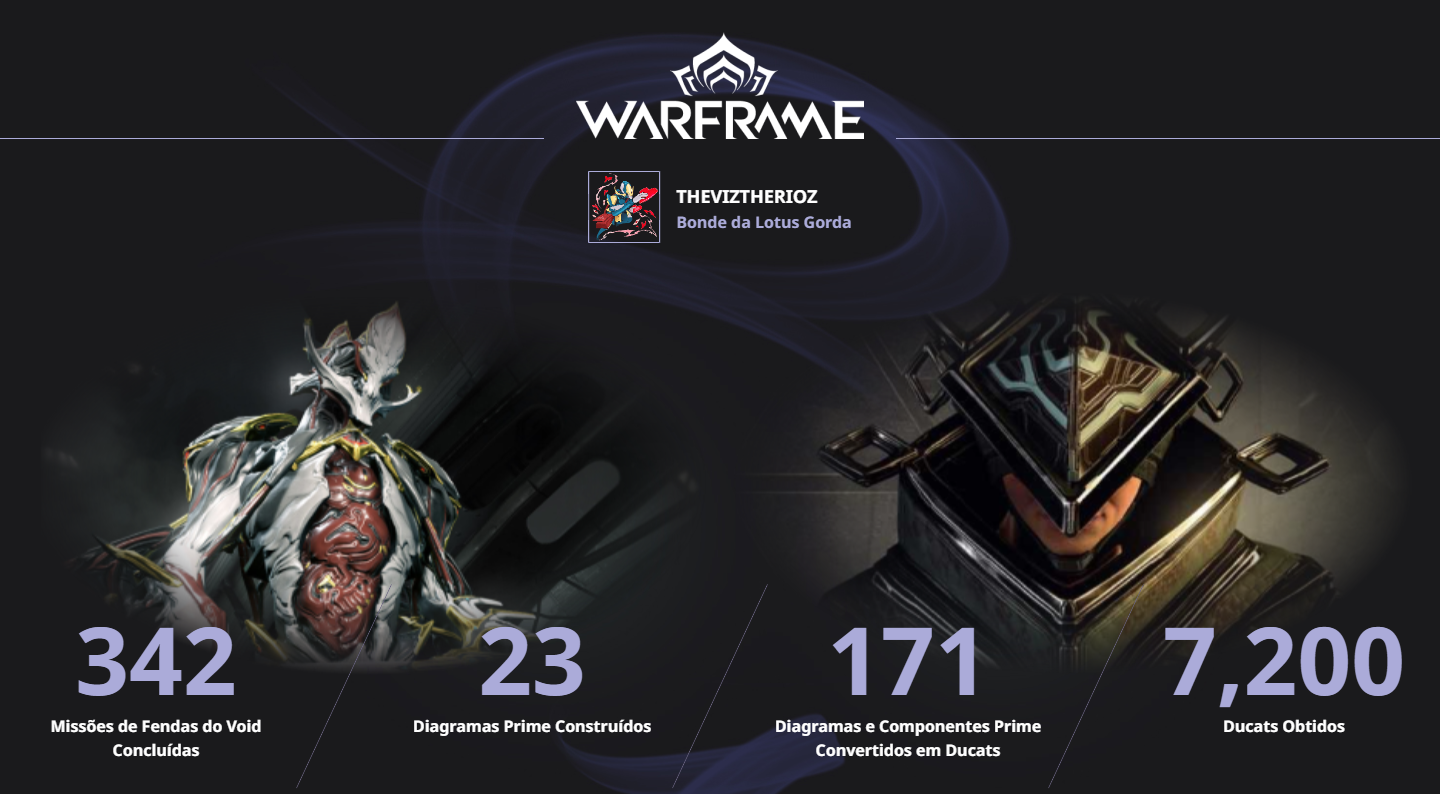 WARFRAME
THEVIZTHERIOZ
Bonde da Lotus Gorda
342
Missões de Fendas do Void
Concluídas
23
Diagramas Prime Construídos
171
Diagramas e Componentes Prime
Convertidos em Ducats
7,200
Ducats Obtidos